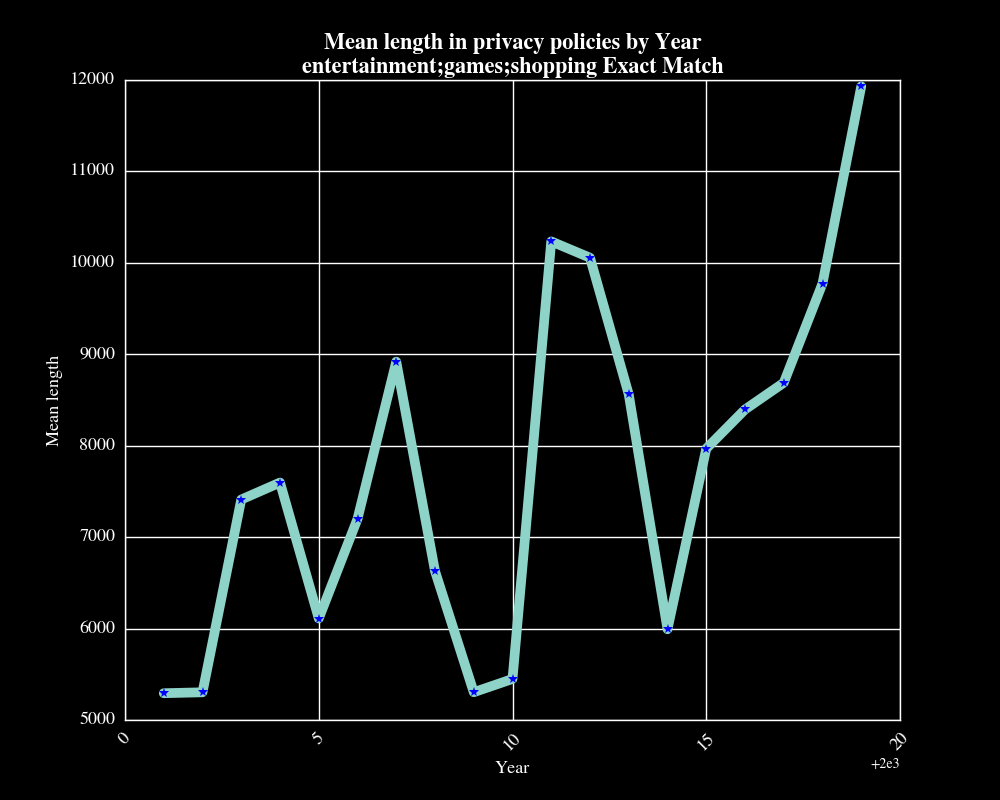 Mean length in privacy policies by Year
entertainment;games;shopping Exact Match
12000
11000
10000
9000
8000
7000
6000
5000
Mean length
0
5
10
15
20
Year
+2e3